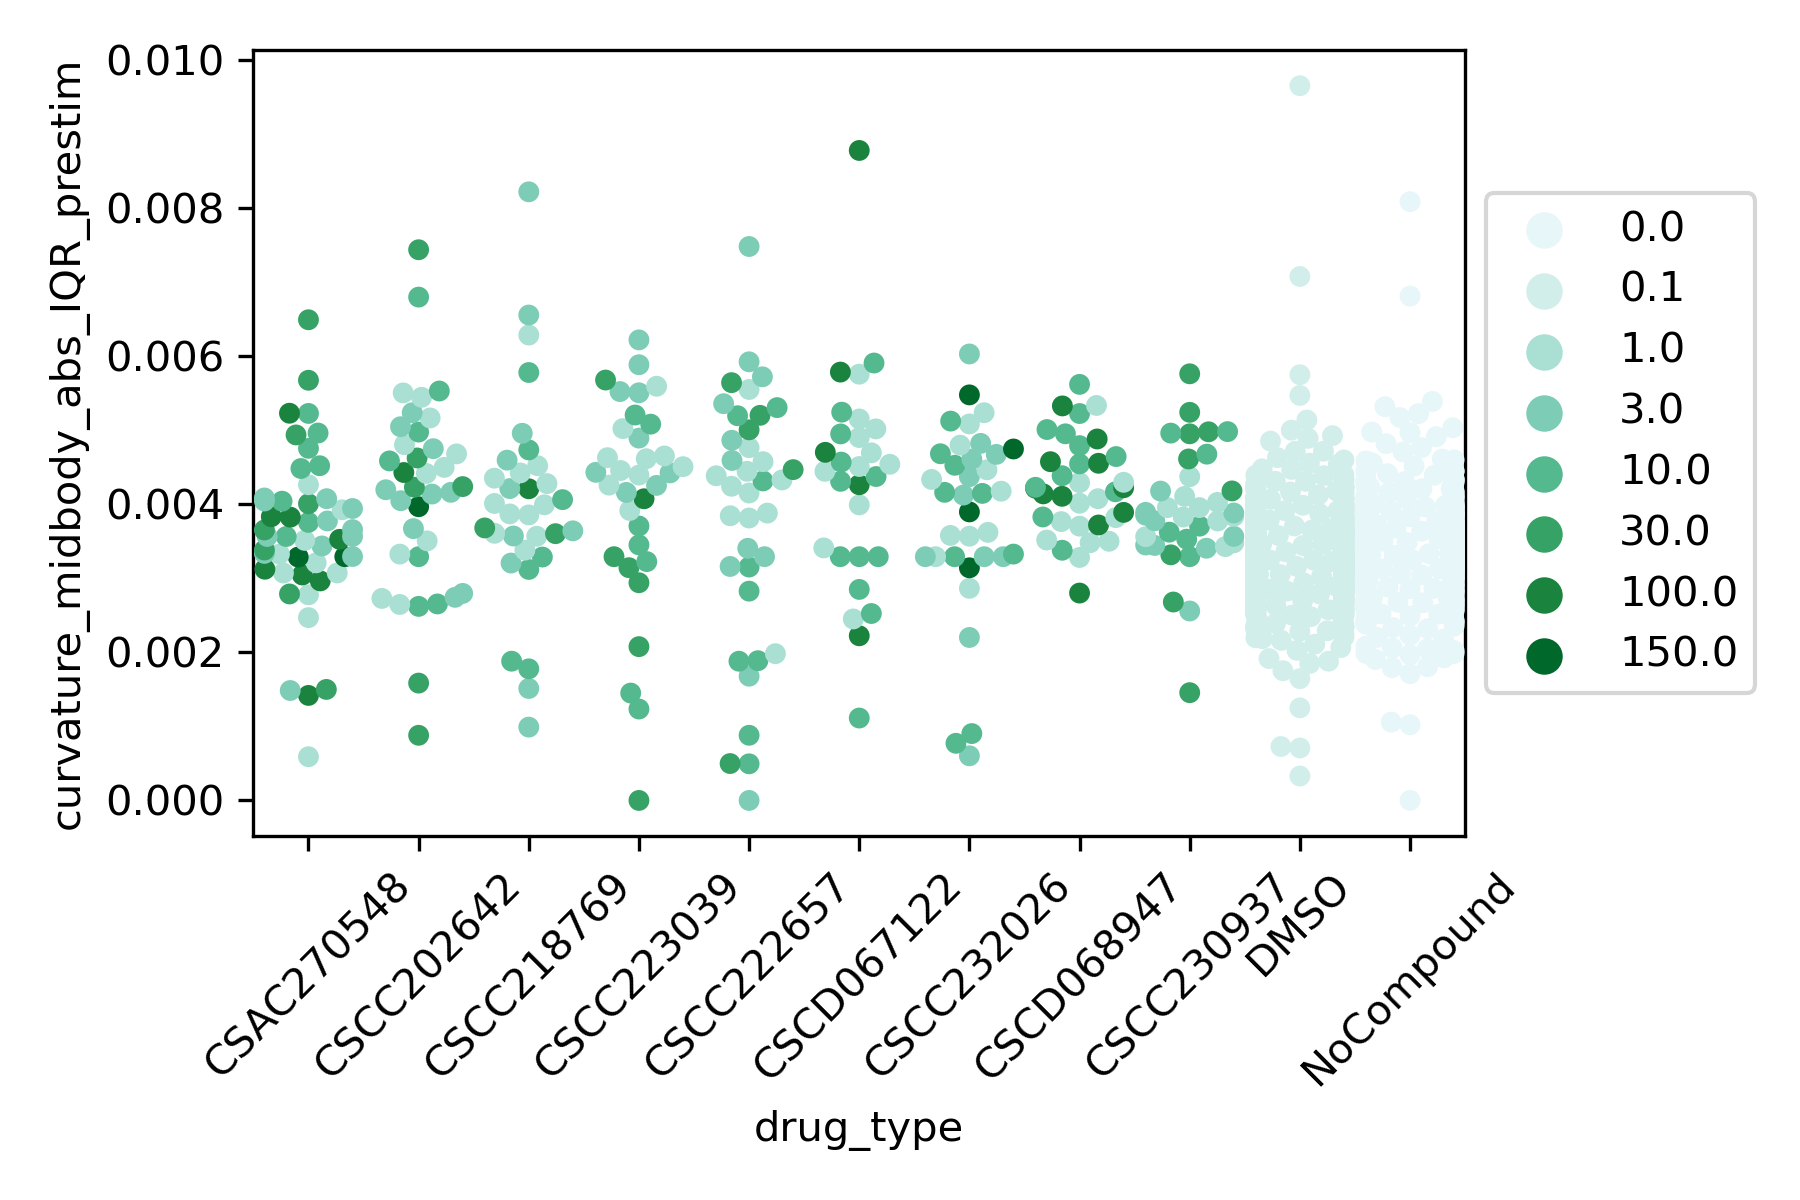 curvature_midbody_abs_IQR_prestim
0.010
0.008
0.006
0.004
0.002
0.000
CSAC270548
CSCC202642
CSCC218769
CSCC223039
CSCC222657
CSCD067122
CSCC232026
CSCD068947
CSCC230937
DMSO
NoCompound
drug_type
0.0
0.1
1.0
3.0
10.0
30.0
100.0
150.0